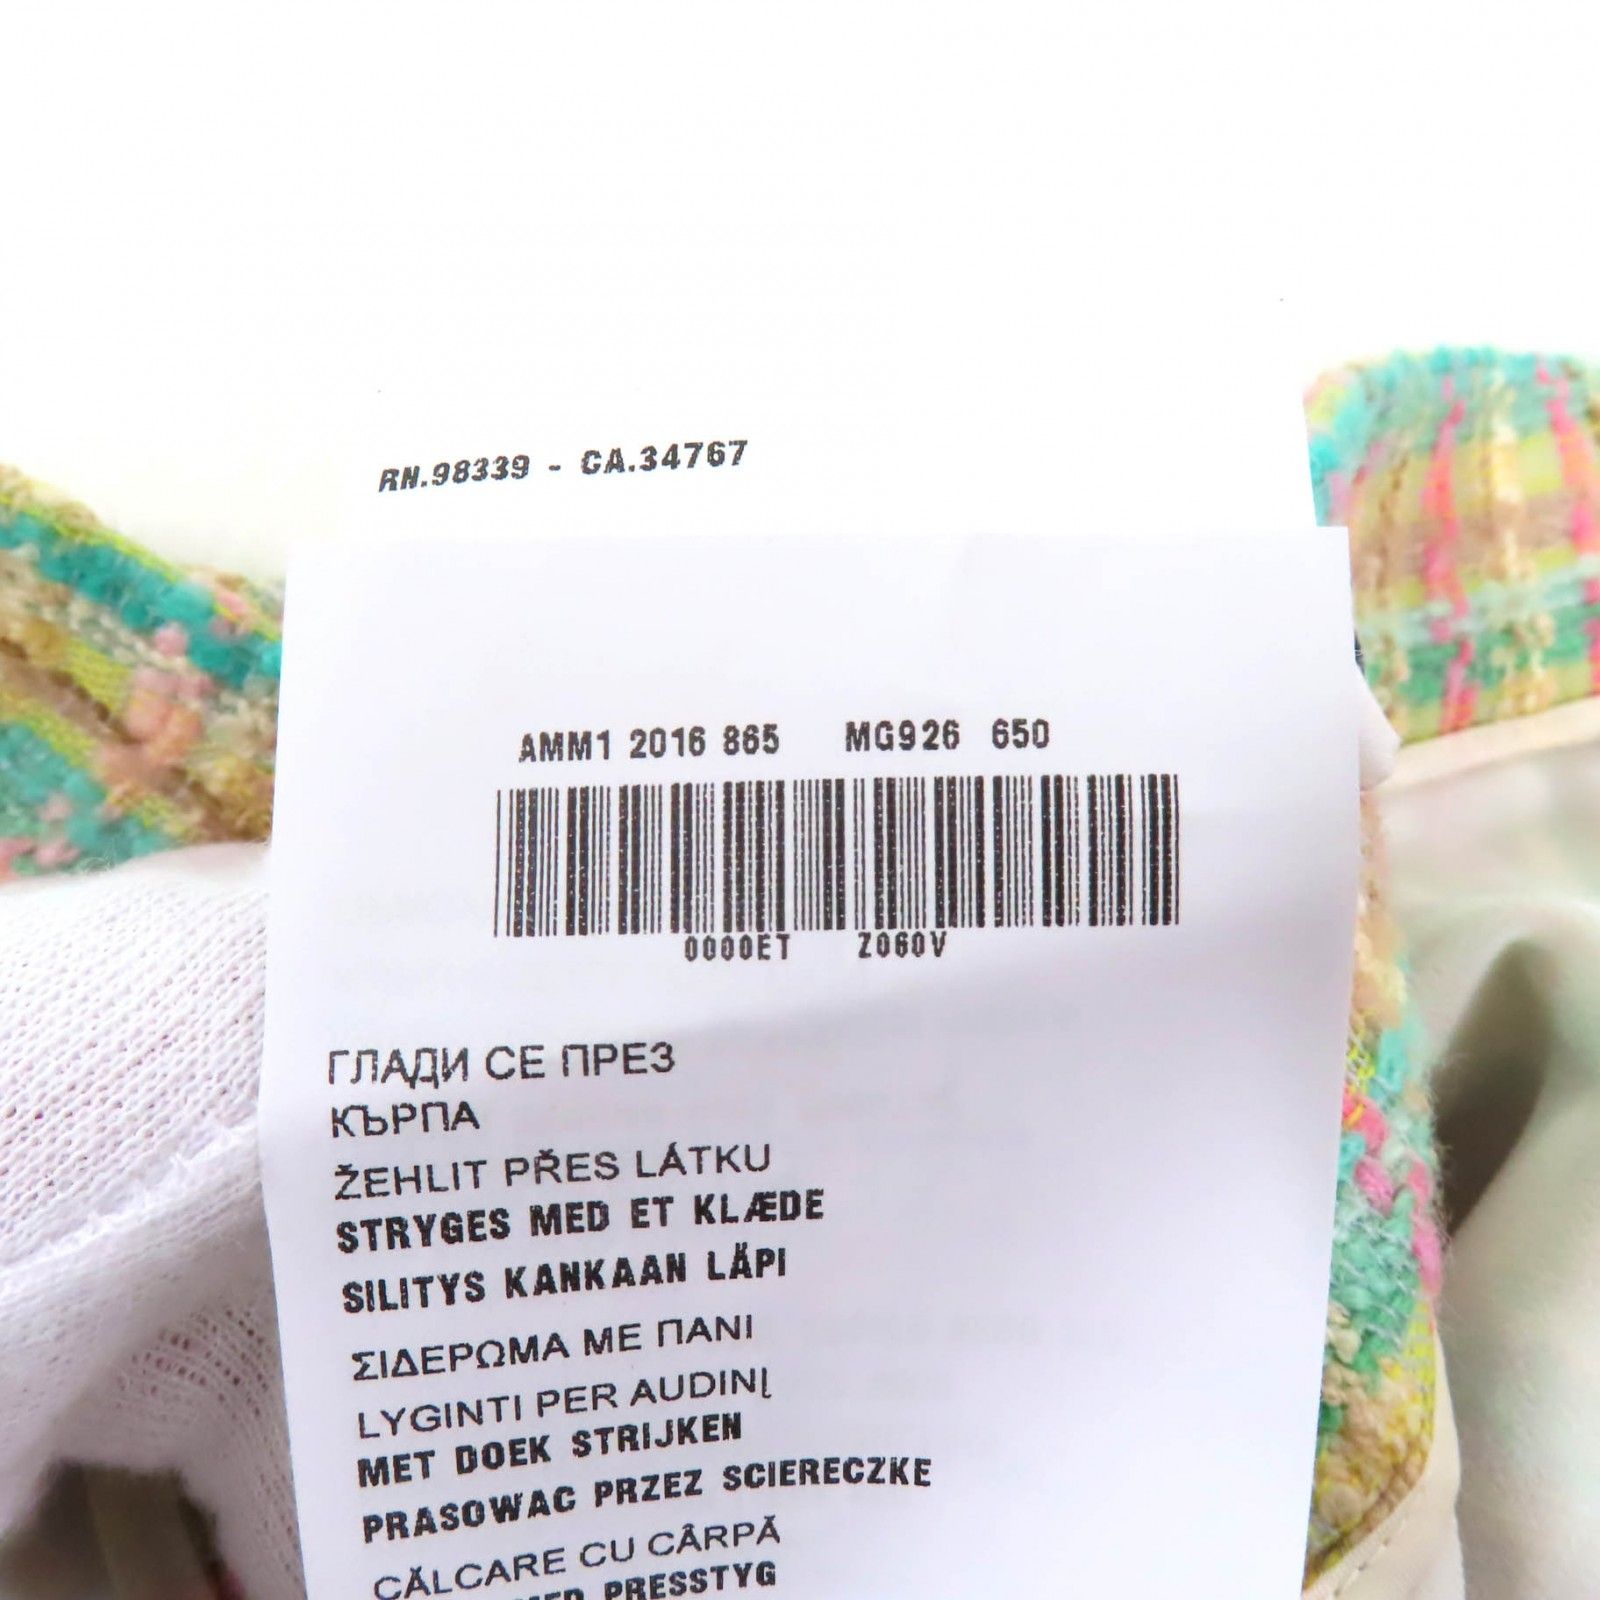 RN.98339 - CA.34767
AMM1 2016 865 MG926 650
0000ET Z060V
ГЛАДИ СЕ ПРЕЗ
КЪРПА
ŽEHLIT PŘES LÁTKU
STRYGES MED ET KLÆDE
SILITYS KANKAAN LÄPI
ΣΙΔΕΡΩΜΑ ΜΕ ΠΑΝΙ
LYGINTI PER AUDINĮ
MET DOEK STRIJKEN
PRASOWAC PRZEZ SCIERECZKE
CĂLCARE CU CÂRPĂ
MED PRESSTYG